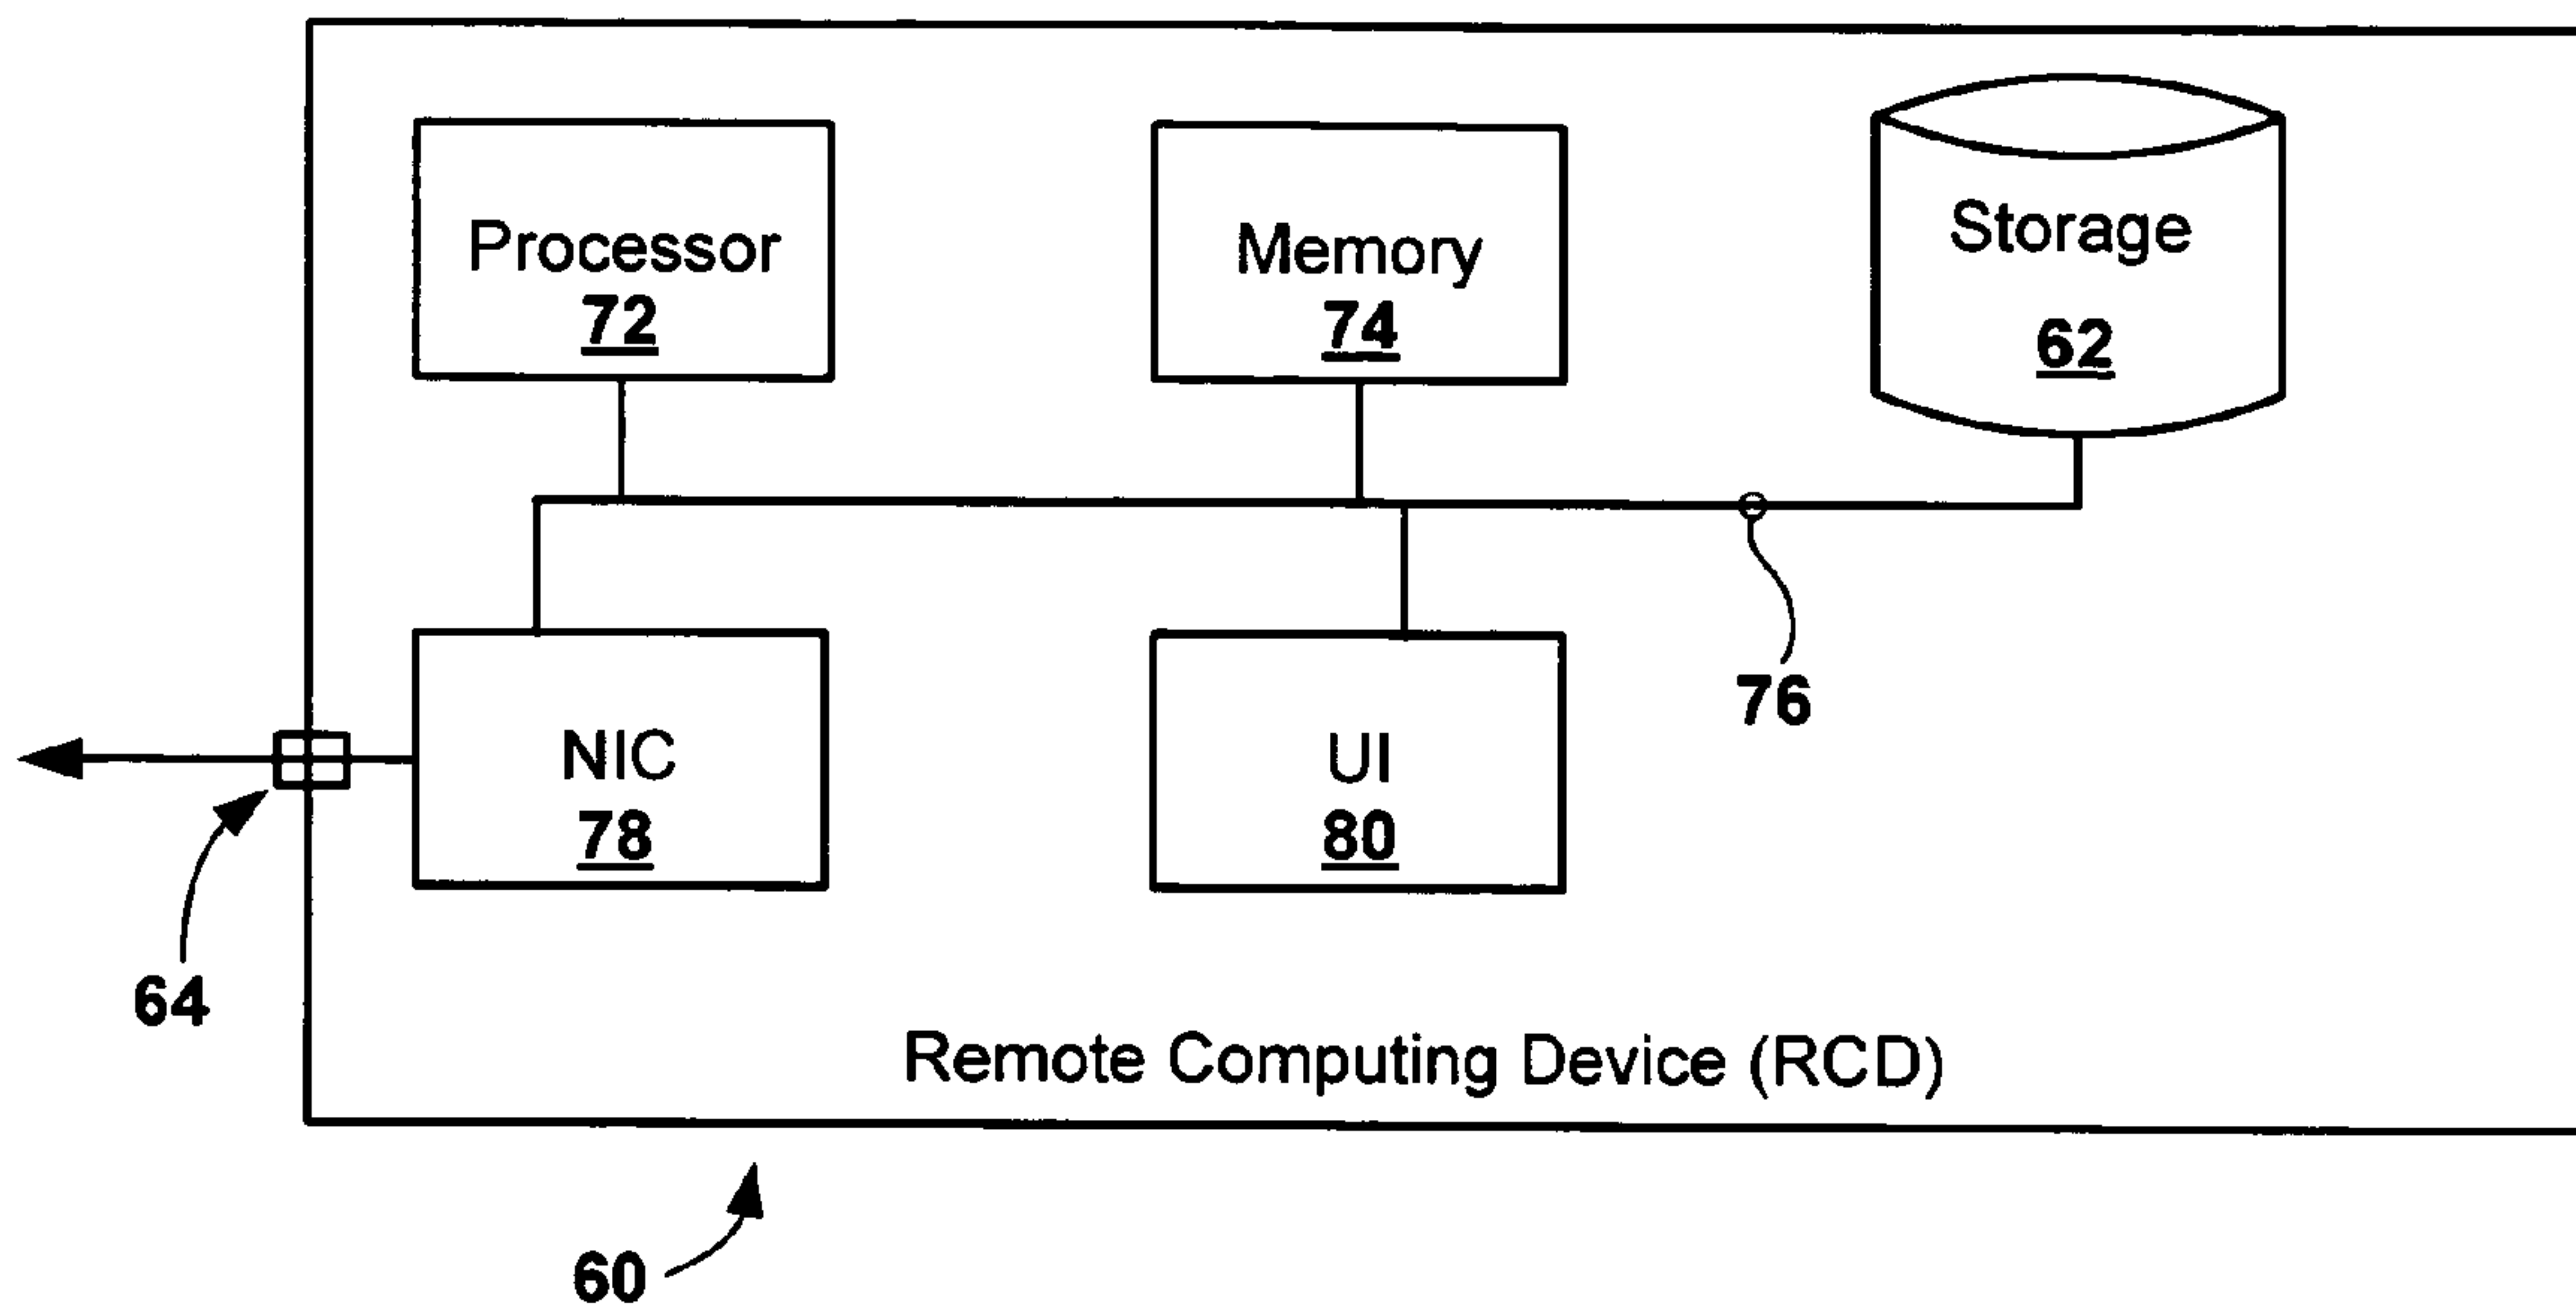 Processor
72
Memory
74
Storage
62
76
NIC
78
UI
80
64
Remote Computing Device (RCD)
60